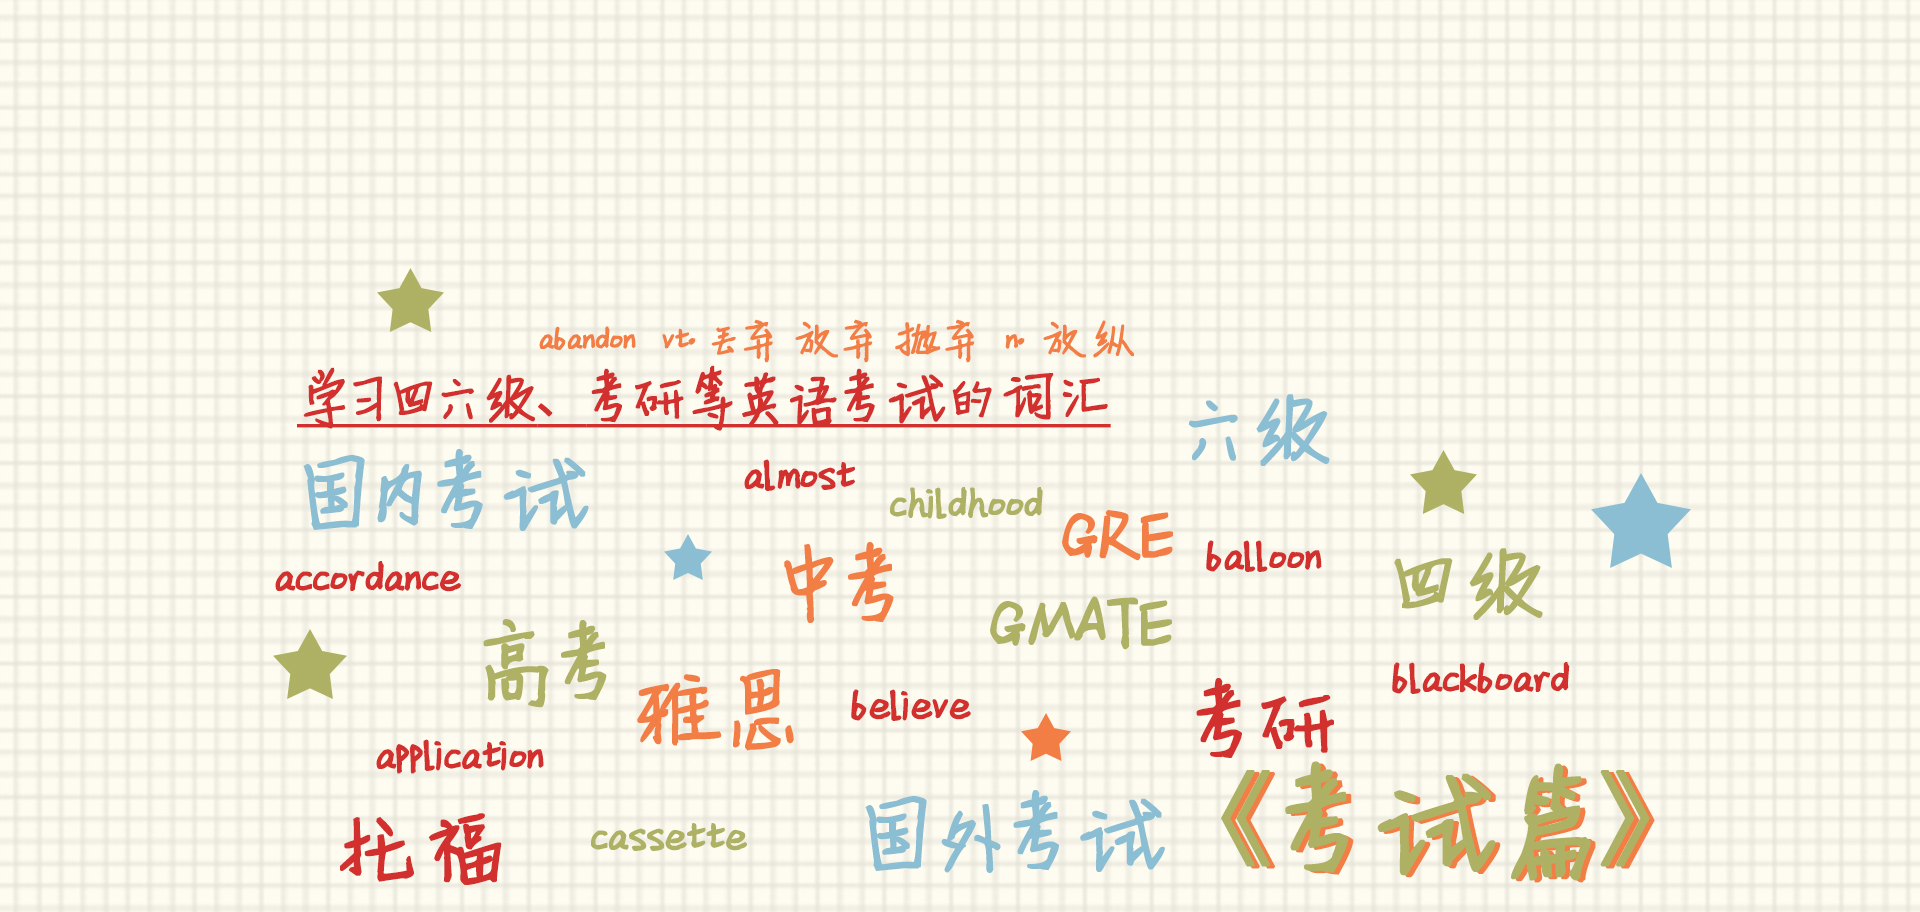 abandon vt. 丢弃 放弃 抛弃 n. 放纵
学习四六级、考研等英语考试的词汇
六级
国内考试
almost
childhood
GRE
balloon
accordance
中考
四级
GMATE
高考
雅思
believe
blackboard
考研
application
托福
cassette
国外考试
《考试篇》